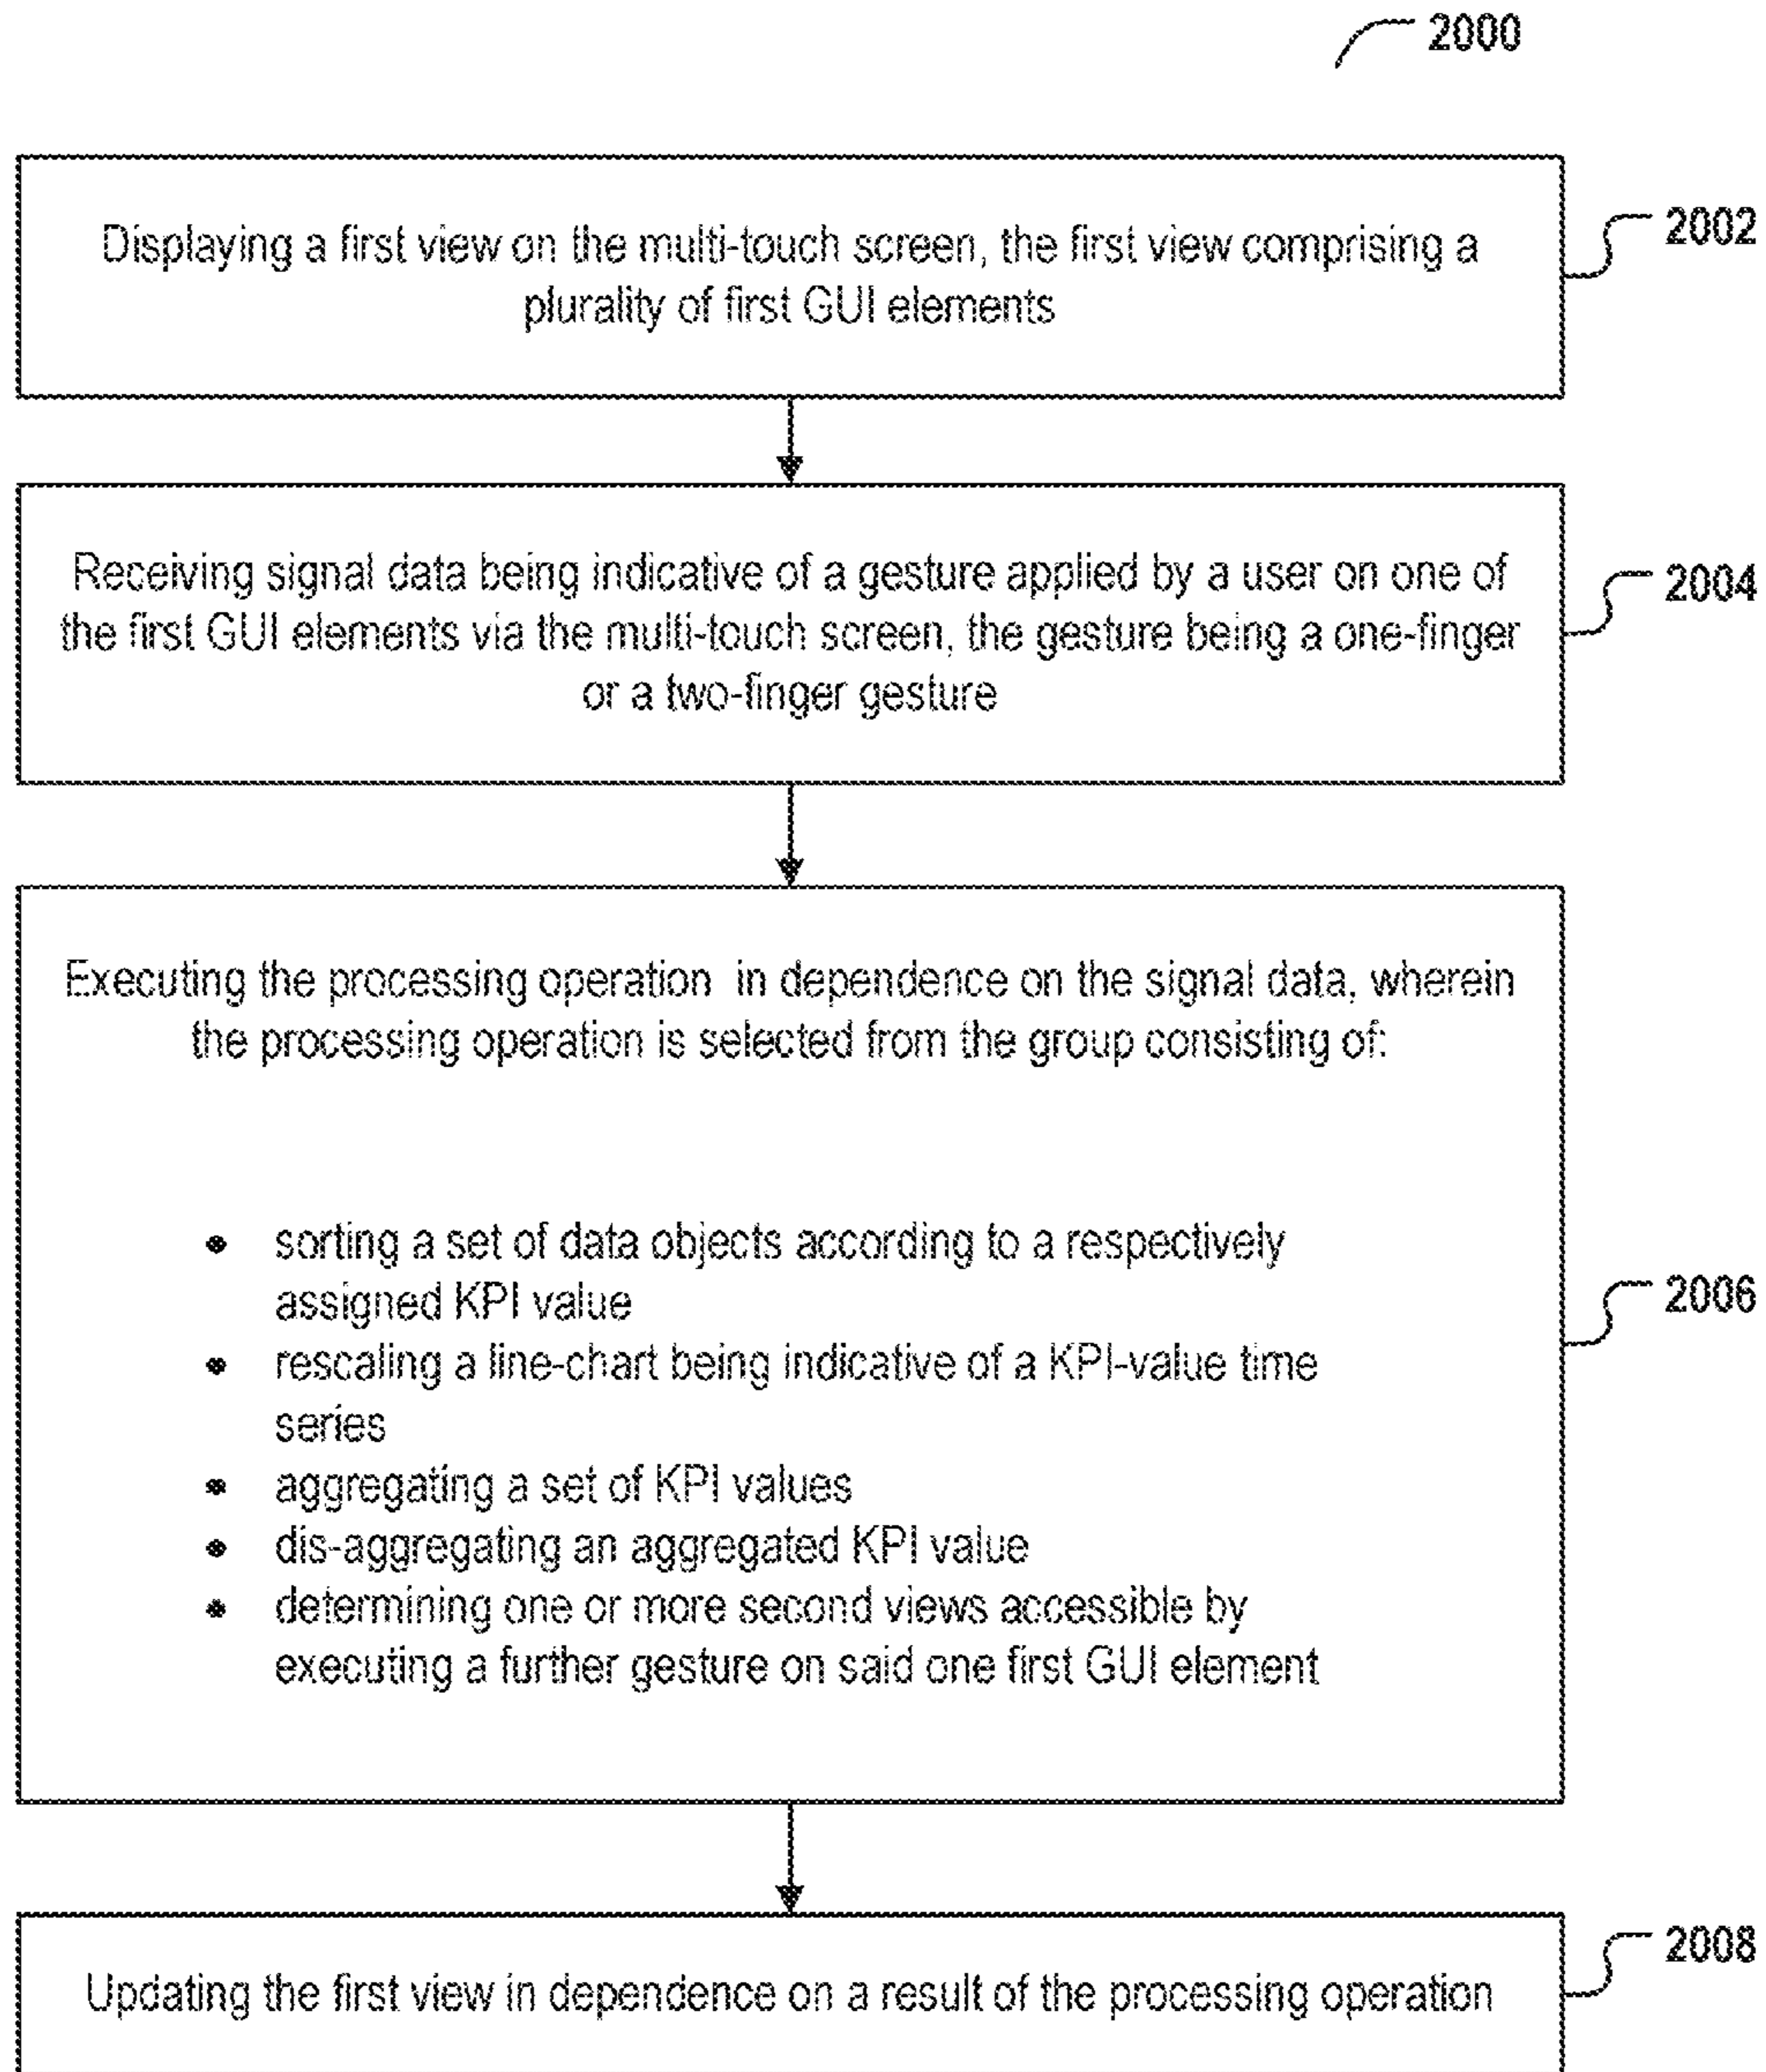 2000
Displaying a first view on the multi-touch screen, the first view comprising a
plurality of first GUI elements
2002
Receiving signal data being indicative of a gesture applied by a user on one of
the first GUI elements via the multi-touch screen, the gesture being a one-finger
or a two-finger gesture
2004
Executing the processing operation in dependence on the signal data, wherein
the processing operation is selected from the group consisting of:
• sorting a set of data objects according to a respectively
assigned KPI value
• rescaling a line-chart being indicative of a KPI-value time
series
• aggregating a set of KPI values
• dis-aggregating an aggregated KPI value
• determining one or more second views accessible by
executing a further gesture on said one first GUI element
2006
Updating the first view in dependence on a result of the processing operation
2008